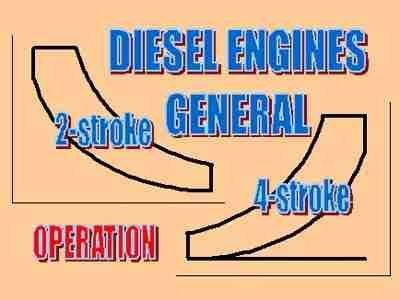 DIESEL ENGINES
GENERAL
2-stroke
4-stroke
OPERATION